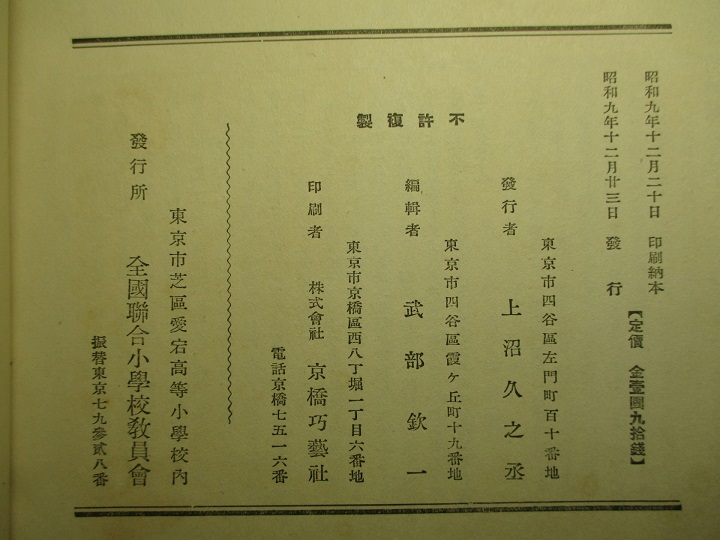 昭和九年十二月二十日　印刷納本
昭和九年十二月廿三日　發行
【定價　金壹圓九拾錢】
不許復製
東京市四谷區左門町百十番地
發行者　上沼久之丞
東京市四谷區霞ヶ丘町十九番地
編輯者　武部欽一
東京市京橋區西八丁堀一丁目六番地
印刷者　株式會社　京橋巧藝社
電話京橋七五一六番
東京市芝區愛宕高等小學校內
發行所　全國聯合小學校敎員會
振替東京七九參貳八番